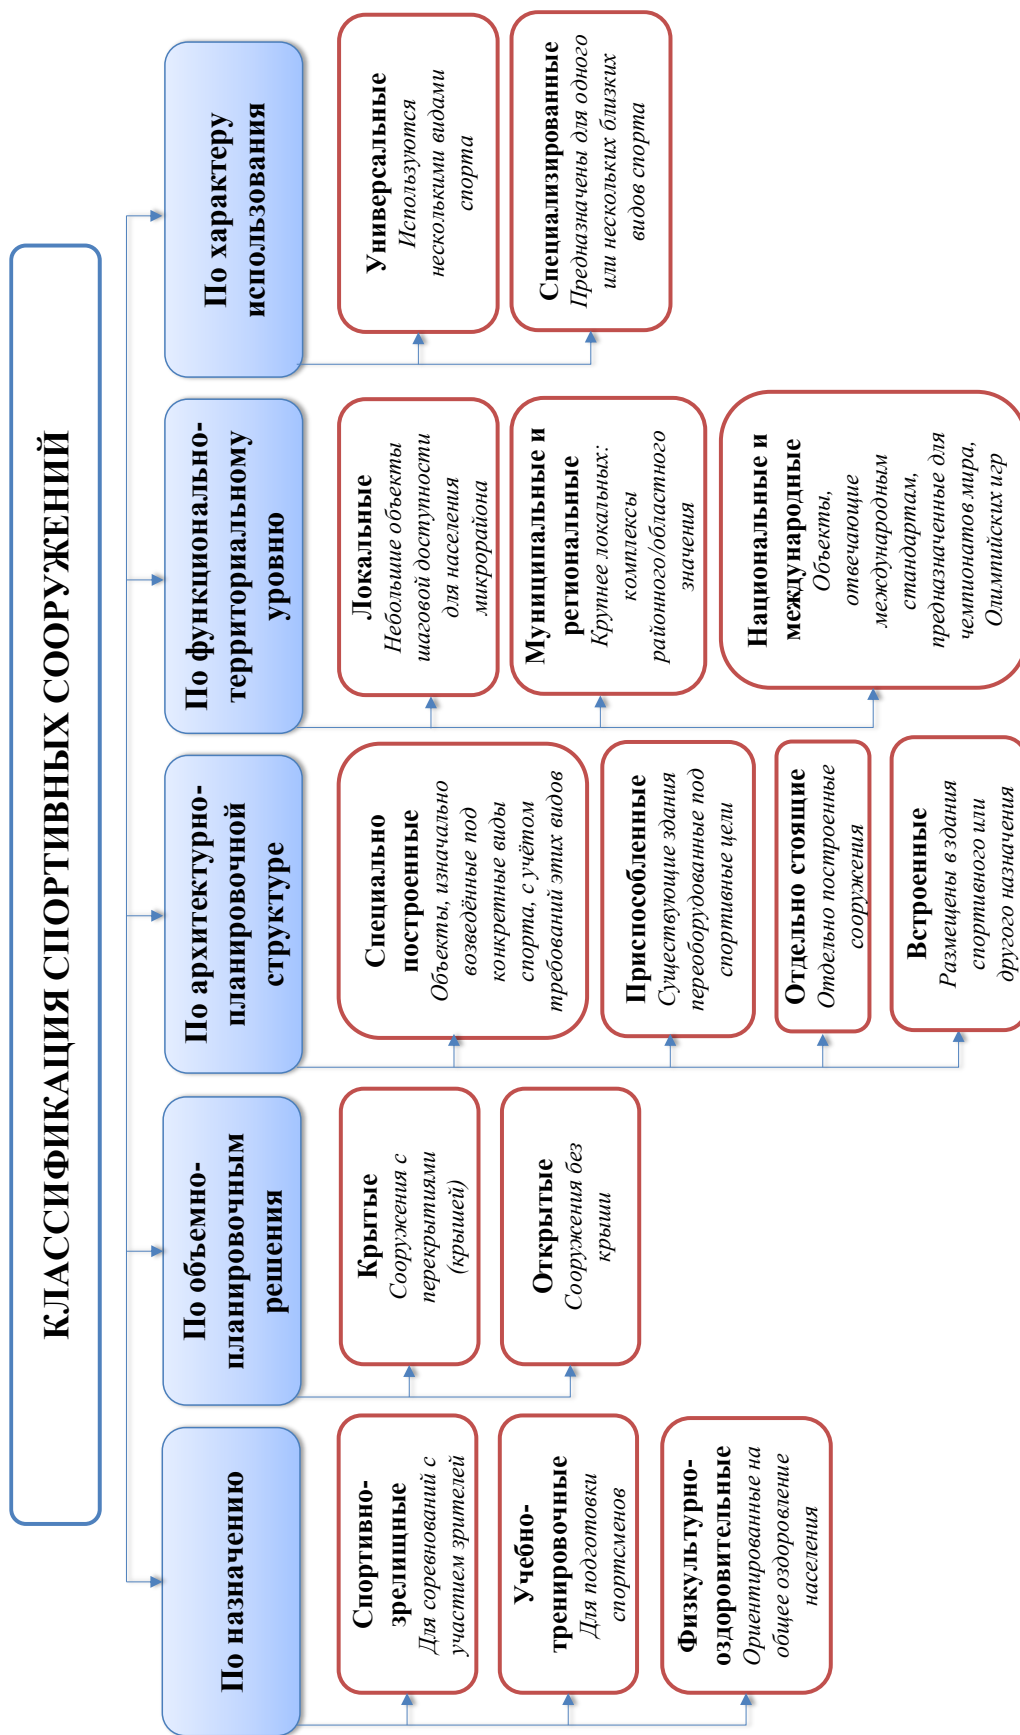 КЛАССИФИКАЦИЯ СПОРТИВНЫХ СООРУЖЕНИЙ
По назначению
Спортивно-
зрелищные
Для соревнований с
участием зрителей
Учебно-
тренировочные
Для подготовки
спортсменов
Физкультурно-
оздоровительные
Ориентированные на
общее оздоровление
населения
По объемно-
планировочным
решения
Крытые
Сооружения с
перекрытиями
(крышей)
Открытые
Сооружения без
крыши
По архитектурно-
планировочной
структуре
Специально
построенные
Объекты, изначально
возведённые под
конкретные виды
спорта, с учётом
требований этих видов
Приспособленные
Существующие здания
переоборудованные под
спортивные цели
Отдельно стоящие
Отдельно построенные
сооружения
Встроенные
Размещены в здания
спортивного или
другого назначения
По функционально-
территориальному
уровню
Локальные
Небольшие объекты
шаговой доступности
для населения
микрорайона
Муниципальные и
региональные
Крупнее локальных:
комплексы
районного/областного
значения
Национальные и
международные
Объекты,
отвечающие
международным
стандартам,
предназначенные для
чемпионатов мира,
Олимпийских игр
По характеру
использования
Универсальные
Используются
несколькими видами
спорта
Специализированные
Предназначены для одного
или нескольких близких
видов спорта